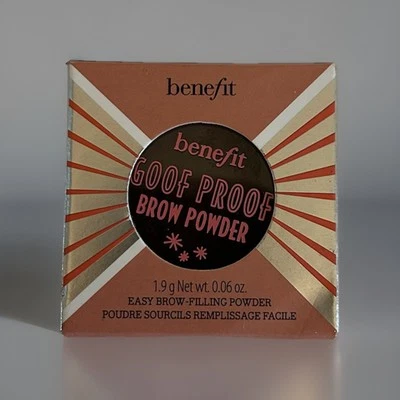 benefit
benefit
GOOF PROOF
BROW POWDER
1.9 g Net wt. 0.06 oz.
EASY BROW-FILLING POWDER
POUDRE SOURCILS REMPLISSAGE FACILE